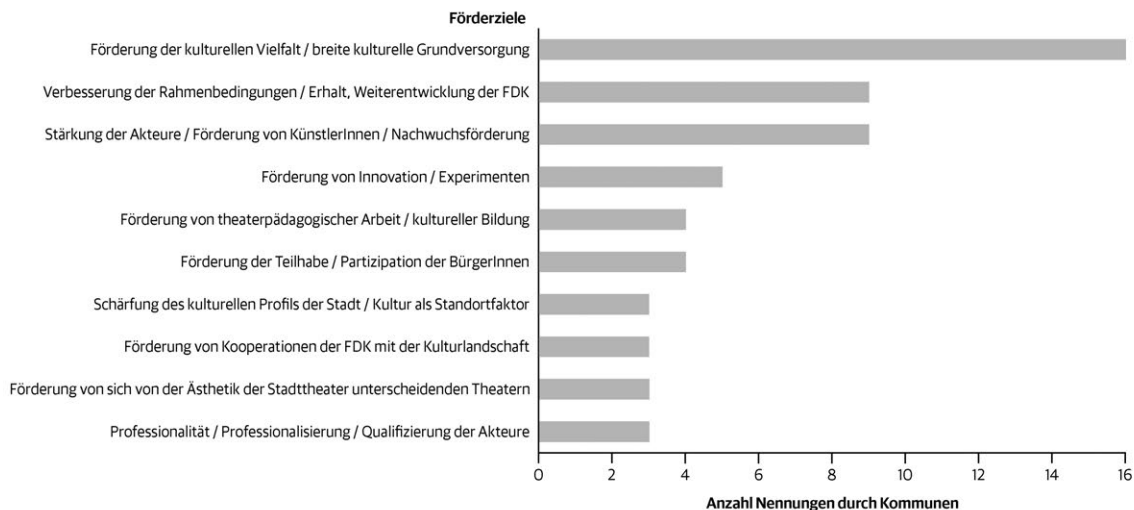 Förderziele
Förderung der kulturellen Vielfalt / breite kulturelle Grundversorgung
Verbesserung der Rahmenbedingungen / Erhalt, Weiterentwicklung der FDK
Stärkung der Akteure / Förderung von KünstlerInnen / Nachwuchsförderung
Förderung von Innovation / Experimenten
Förderung von theaterpädagogischer Arbeit / kultureller Bildung
Förderung der Teilhabe / Partizipation der BürgerInnen
Schärfung des kulturellen Profils der Stadt / Kultur als Standortfaktor
Förderung von Kooperationen der FDK mit der Kulturlandschaft
Förderung von sich von der Ästhetik der Stadttheater unterscheidenden Theatern
Professionalität / Professionalisierung / Qualifizierung der Akteure
0 2 4 6 8 10 12 14 16
Anzahl Nennungen durch Kommunen